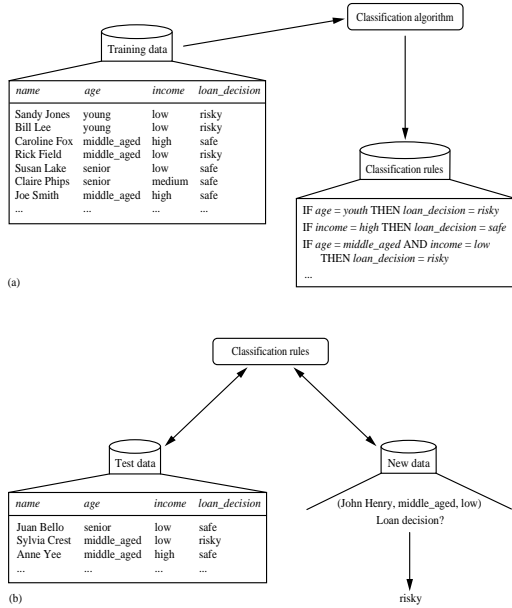 Classification algorithm
Training data
name age income loan_decision
Sandy Jones young low risky
Bill Lee young low risky
Caroline Fox middle_aged high safe
Rick Field middle_aged low risky
Susan Lake senior low safe
Claire Phips senior medium safe
Joe Smith middle_aged high safe
... ... ... ...
Classification rules
IF age = youth THEN loan_decision = risky
IF income = high THEN loan_decision = safe
IF age = middle_aged AND income = low
THEN loan_decision = risky
...
(a)
Classification rules
Test data
name age income loan_decision
Juan Bello senior low safe
Sylvia Crest middle_aged low risky
Anne Yee middle_aged high safe
... ... ... ...
New data
(John Henry, middle_aged, low)
Loan decision?
risky
(b)